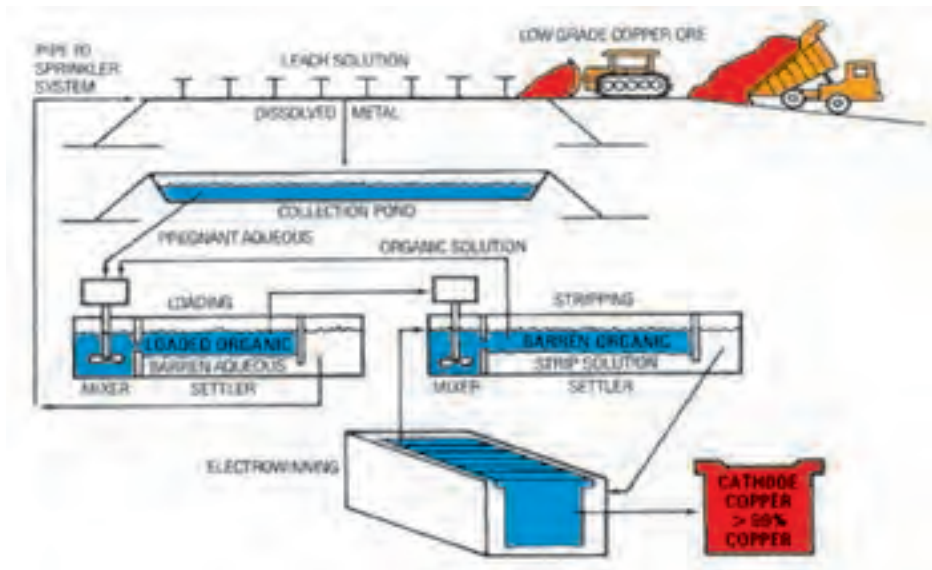 PIPE TO
SPRINKLER
SYSTEM
LEACH SOLUTION
LOW GRADE COPPER ORE
DISSOLVED METAL
COLLECTION POND
PREGNANT AQUEOUS
ORGANIC SOLUTION
LOADING
STRIPPING
LOADED ORGANIC
BARREN AQUEOUS
MIXER
SETTLER
BARREN ORGANIC
STRIP SOLUTION
MIXER
SETTLER
ELECTROWINNING
CATHODE
COPPER
> 99%
COPPER